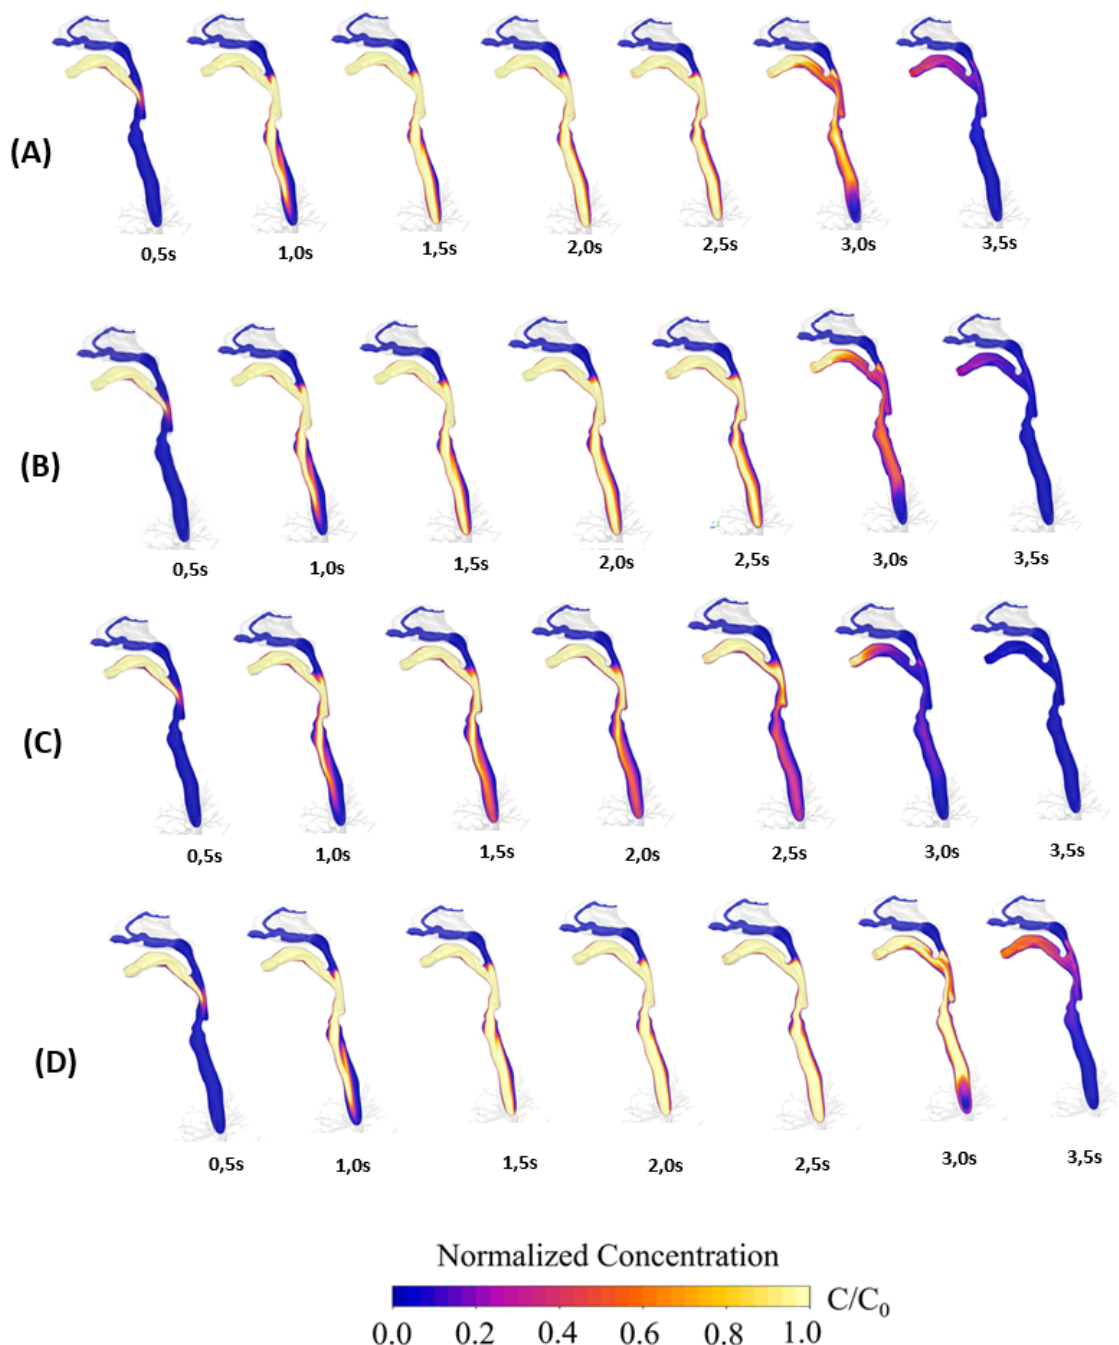 (A)
0,5s 1,0s 1,5s 2,0s 2,5s 3,0s 3,5s
(B)
0,5s 1,0s 1,5s 2,0s 2,5s 3,0s 3,5s
(C)
0,5s 1,0s 1,5s 2,0s 2,5s 3,0s 3,5s
(D)
0,5s 1,0s 1,5s 2,0s 2,5s 3,0s 3,5s
Normalized Concentration
C/C₀
0.0 0.2 0.4 0.6 0.8 1.0